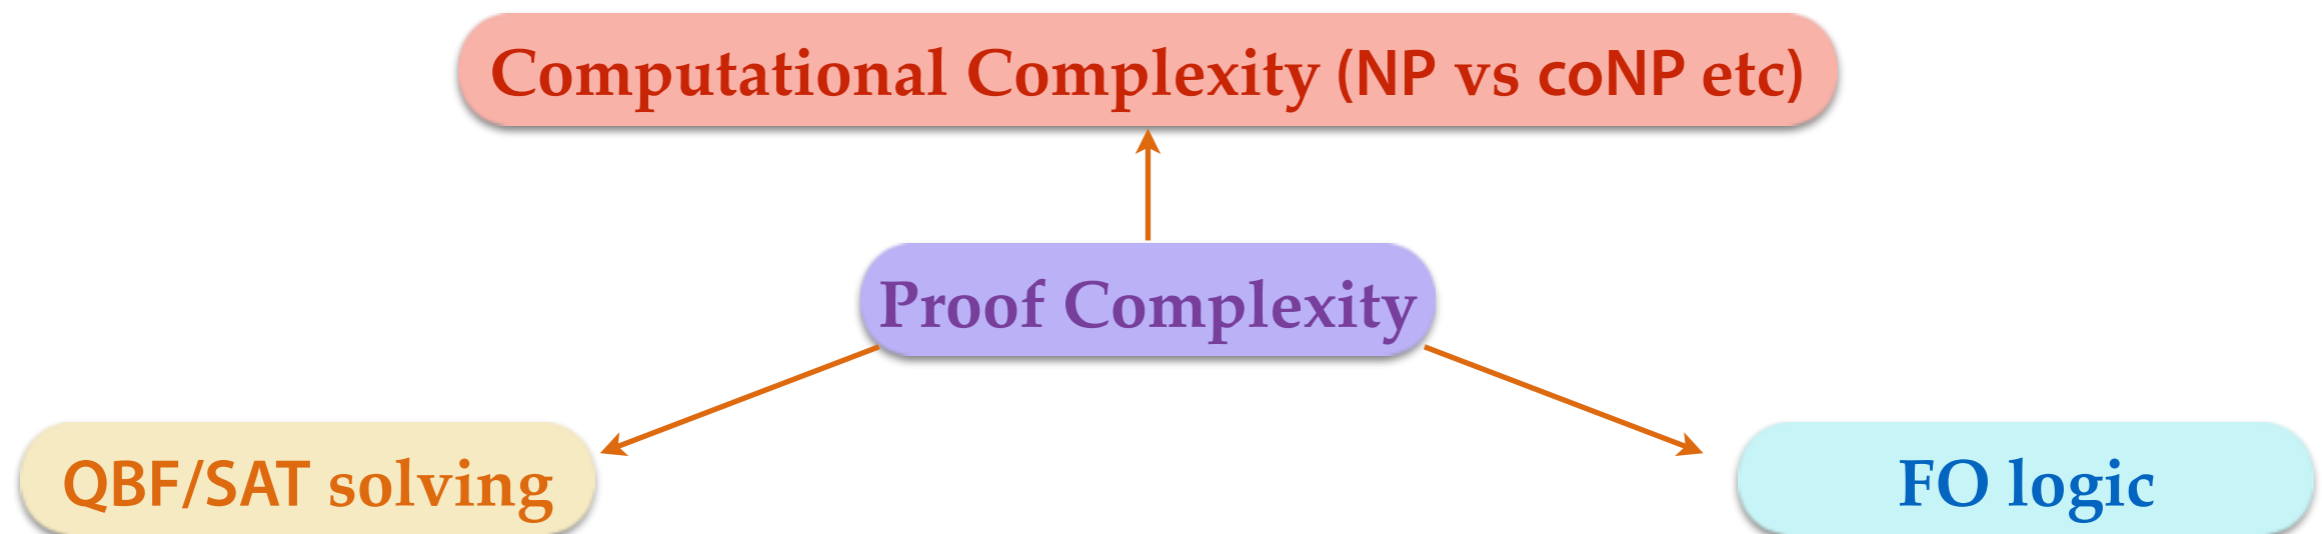 Computational Complexity (NP vs coNP etc)
Proof Complexity
QBF/SAT solving
FO logic